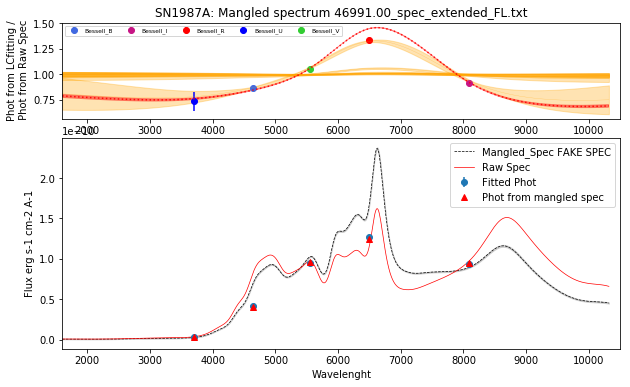 SN1987A: Mangled spectrum 46991.00_spec_extended_FL.txt
Phot from LCfitting /
Phot from Raw Spec
1.50
1.25
1.00
0.75
Bessell_B
Bessell_I
Bessell_R
Bessell_U
Bessell_V
2000 3000 4000 5000 6000 7000 8000 9000 10000
1e-10
Flux erg s-1 cm-2 A-1
2.0
1.5
1.0
0.5
0.0
Mangled_Spec FAKE SPEC
Raw Spec
Fitted Phot
Phot from mangled spec
2000 3000 4000 5000 6000 7000 8000 9000 10000
Wavelenght